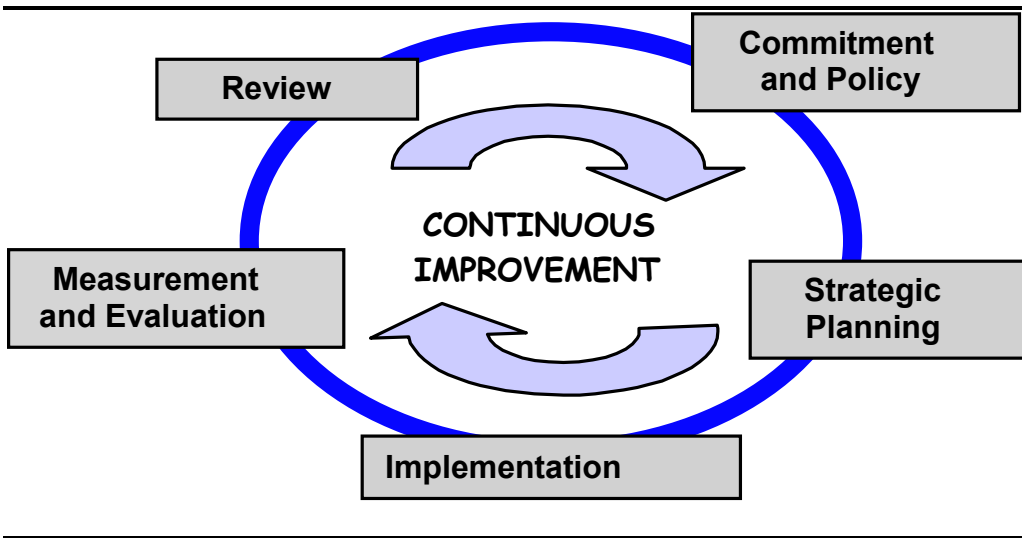 Commitment
and Policy
Review
CONTINUOUS
IMPROVEMENT
Measurement
and Evaluation
Strategic
Planning
Implementation